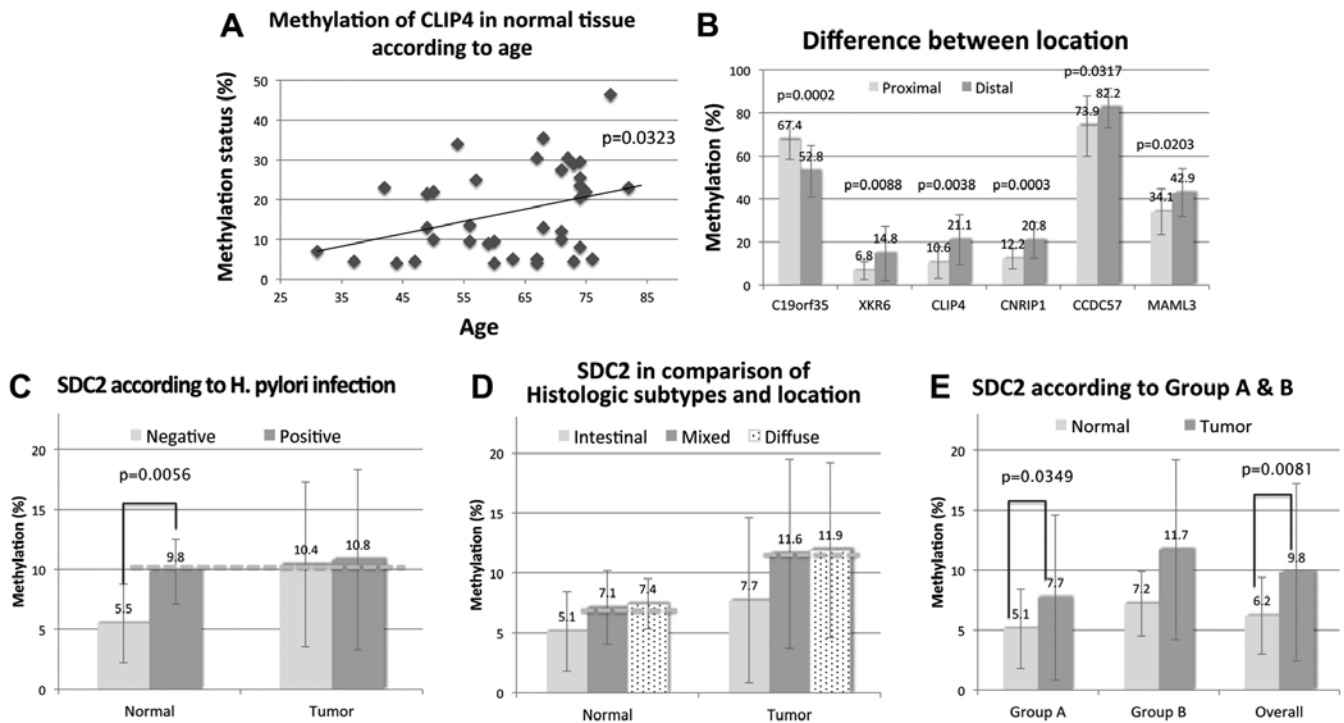 A
Methylation of CLIP4 in normal tissue
according to age
Methylation status (%)
50
40
30
20
10
0
p=0.0323
25 35 45 55 65 75 85
Age
B
Difference between location
Methylation (%)
100
80
60
40
20
0
Proximal Distal
p=0.0002
67.4
52.8
p=0.0088
6.8
14.8
p=0.0038
10.6
21.1
p=0.0003
12.2
20.8
p=0.0317
73.9
82.2
p=0.0203
34.1
42.9
C19orf35 XKR6 CLIP4 CNRIP1 CCDC57 MAML3
C
SDC2 according to H. pylori infection
Methylation (%)
20
15
10
5
0
Negative Positive
p=0.0056
5.5
9.8
10.4
10.8
Normal Tumor
D
SDC2 in comparison of
Histologic subtypes and location
Methylation (%)
20
15
10
5
0
Intestinal Mixed Diffuse
5.1
7.1
7.4
7.7
11.6
11.9
Normal Tumor
E
SDC2 according to Group A & B
Methylation (%)
20
15
10
5
0
Normal Tumor
p=0.0349
5.1
7.7
7.2
11.7
p=0.0081
6.2
9.8
Group A Group B Overall